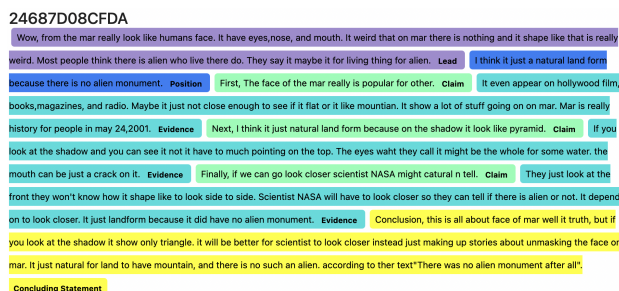 24687D08CFDA
Wow, from the mar really look like humans face. It have eyes,nose, and mouth. It weird that on mar there is nothing and it shape like that is really
weird. Most people think there is alien who live there do. They say it maybe it for living thing for alien. Lead I think it just a natural land form
because there is no alien monument. Position First, The face of the mar really is popular for other. Claim It even appear on hollywood film,
books,magazines, and radio. Maybe it just not close enough to see if it flat or it like mountian. It show a lot of stuff going on on mar. Mar is really
history for people in may 24,2001. Evidence Next, I think it just natural land form because on the shadow it look like pyramid. Claim If you
look at the shadow and you can see it not it have to much pointing on the top. The eyes waht they call it might be the whole for some water. the
mouth can be just a crack on it. Evidence Finally, if we can go look closer scientist NASA might catural n tell. Claim They just look at the
front they won't know how it shape like to look side to side. Scientist NASA will have to look closer so they can tell if there is alien or not. It depend
on to look closer. It just landform because it did have no alien monument. Evidence Conclusion, this is all about face of mar well it truth, but if
you look at the shadow it show only triangle. it will be better for scientist to look closer instead just making up stories about unmasking the face or
mar. It just natural for land to have mountain, and there is no such an alien. according to ther text"There was no alien monument after all".
Concluding Statement